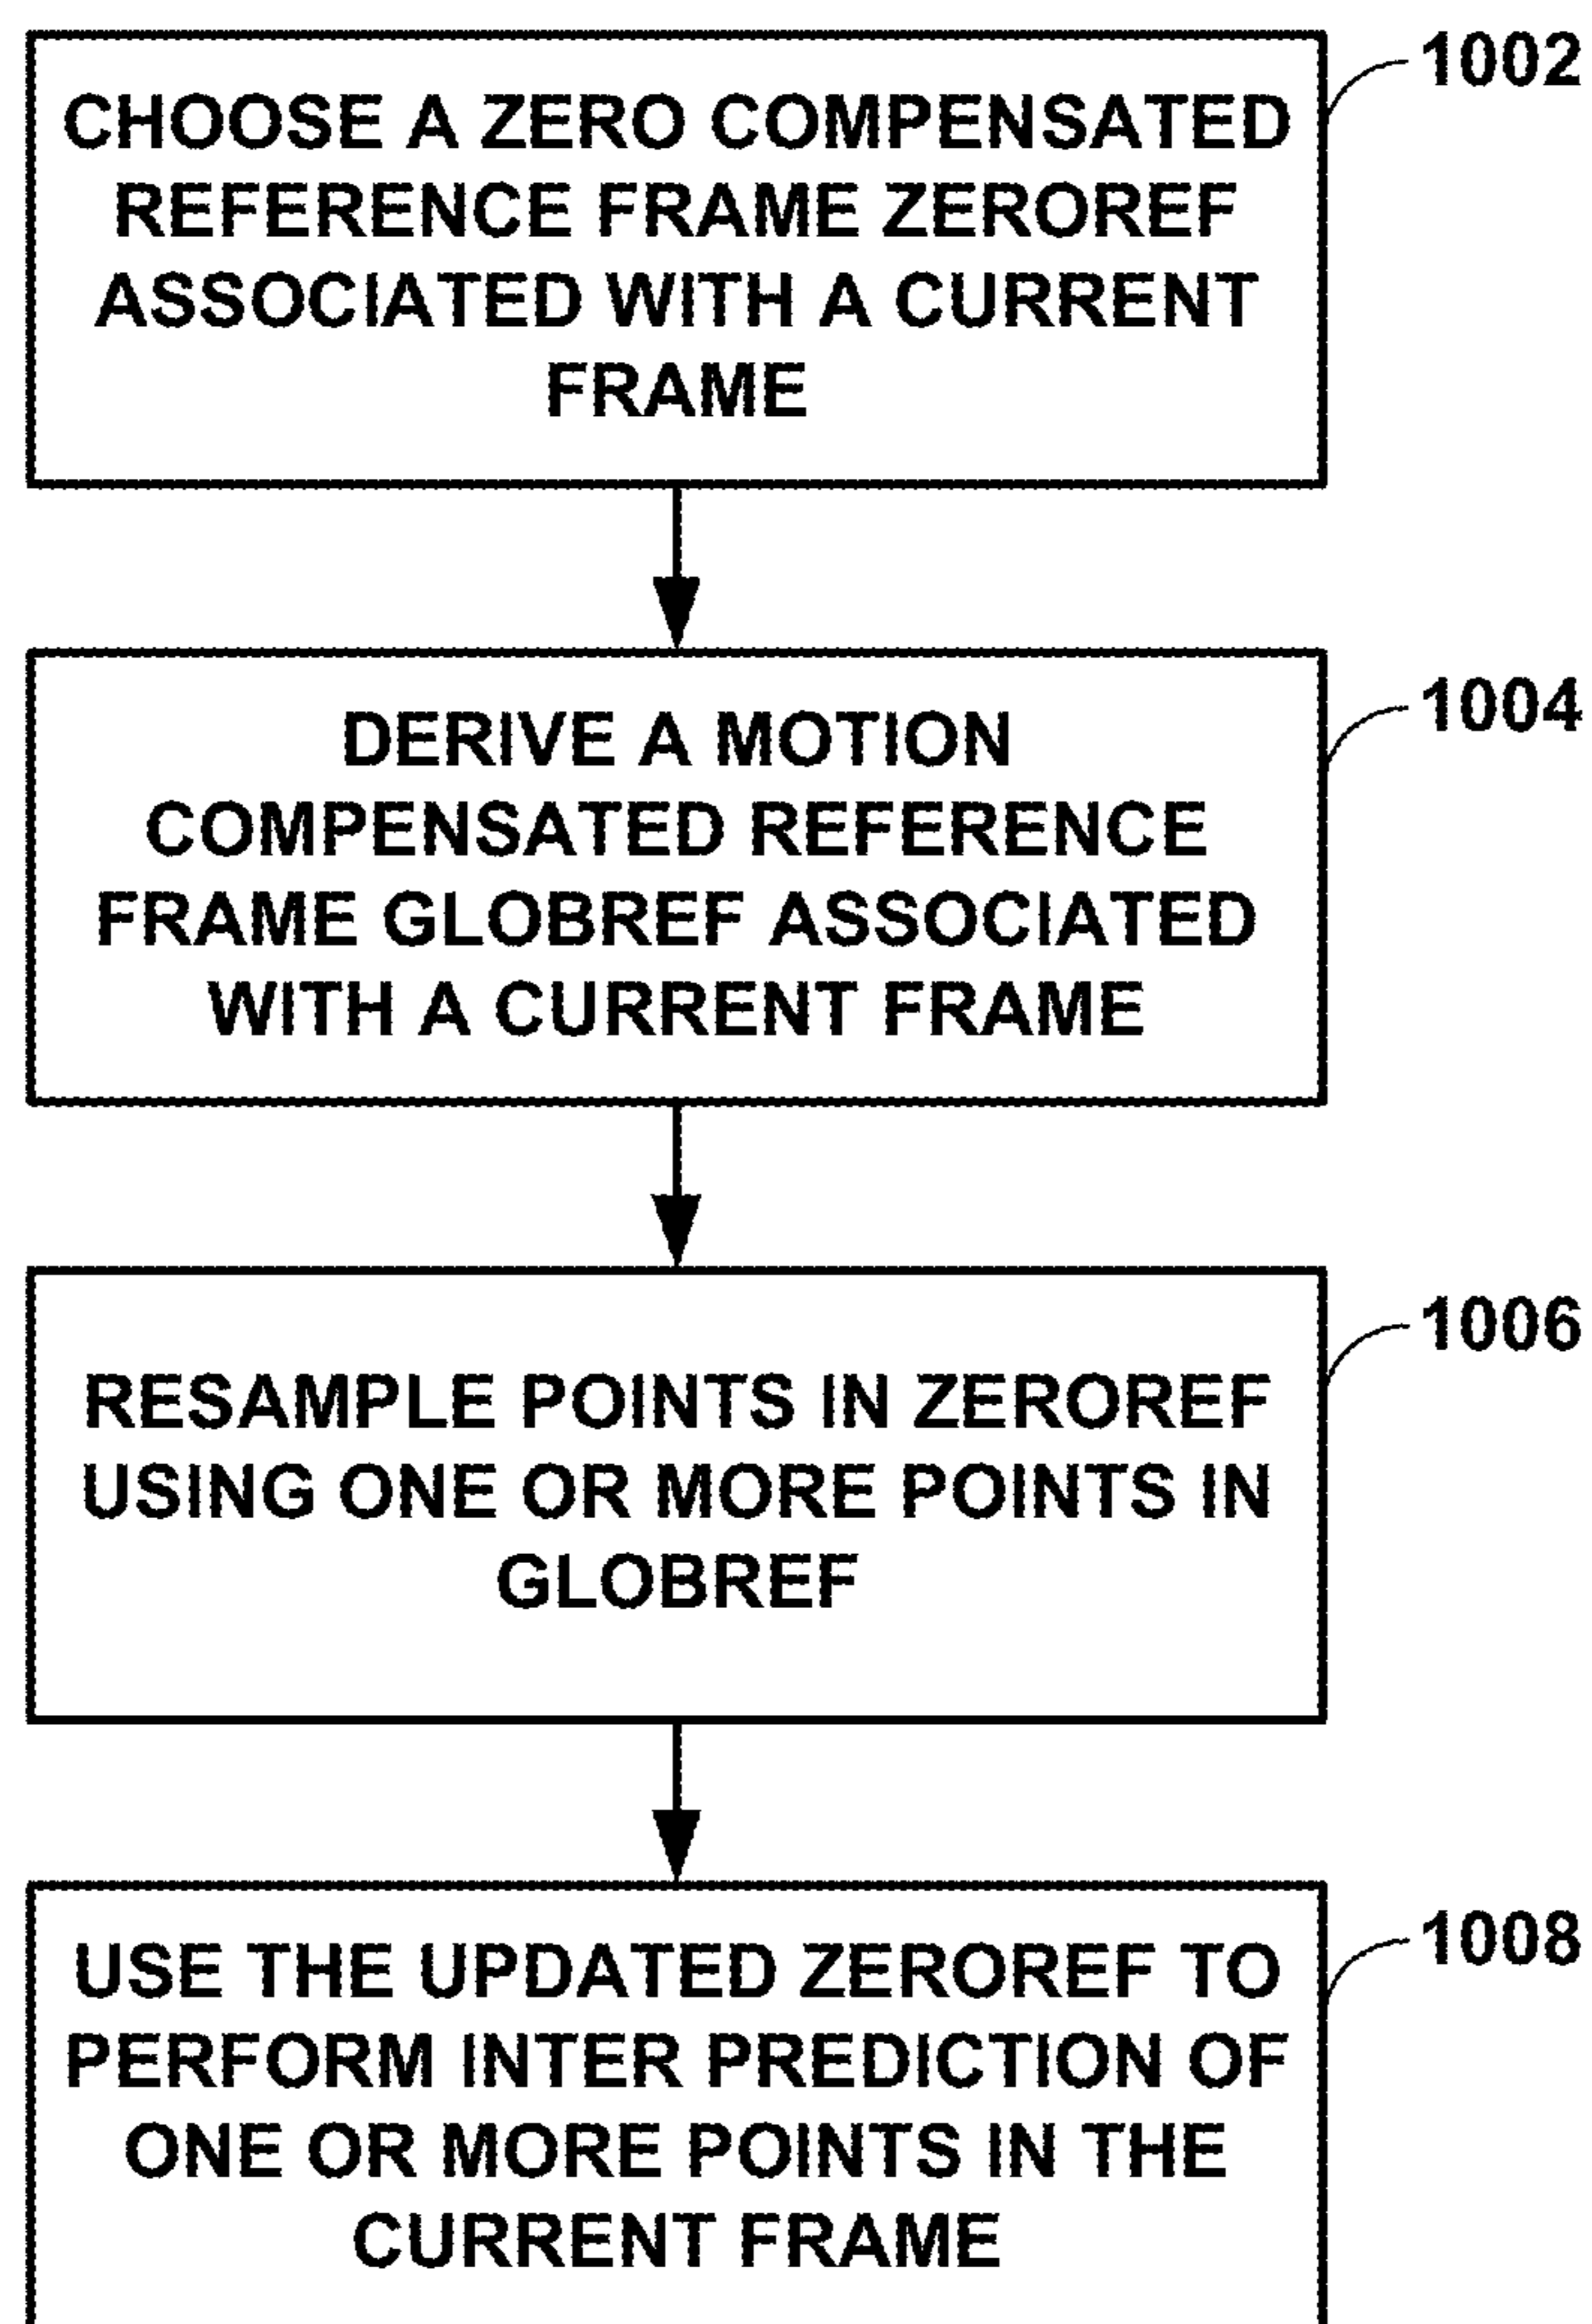 1002
CHOOSE A ZERO COMPENSATED
REFERENCE FRAME ZEROREF
ASSOCIATED WITH A CURRENT
FRAME
1004
DERIVE A MOTION
COMPENSATED REFERENCE
FRAME GLOBREF ASSOCIATED
WITH A CURRENT FRAME
1006
RESAMPLE POINTS IN ZEROREF
USING ONE OR MORE POINTS IN
GLOBREF
1008
USE THE UPDATED ZEROREF TO
PERFORM INTER PREDICTION OF
ONE OR MORE POINTS IN THE
CURRENT FRAME